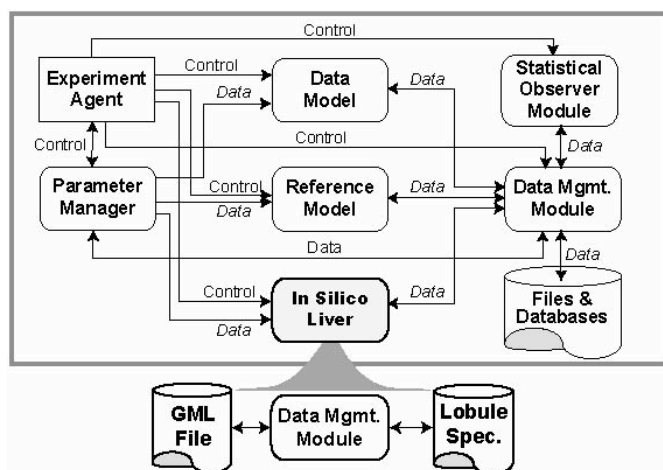 Control
Experiment
Agent
Control
Data
Data
Model
Data
Statistical
Observer
Module
Control
Control
Data
Parameter
Manager
Control
Data
Reference
Model
Data
Data Mgmt.
Module
Data
Data
Control
Data
In Silico
Liver
Data
Files &
Databases
GML
File
Data Mgmt.
Module
Lobule
Spec.